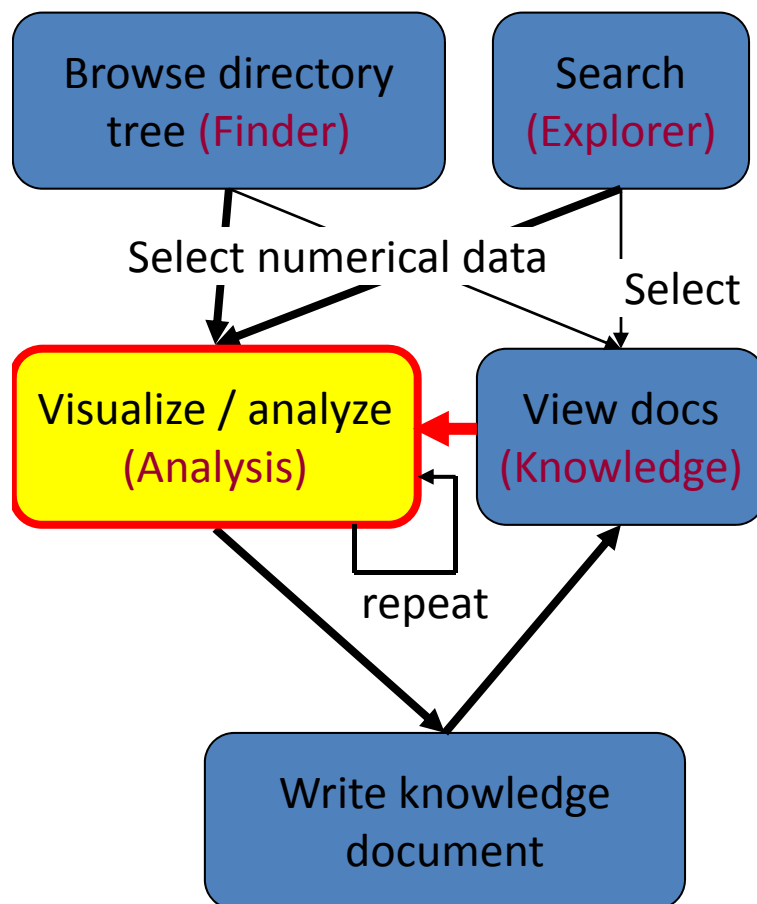 Browse directory
tree (Finder)
Search
(Explorer)
Select numerical data
Select
Visualize / analyze
(Analysis)
View docs
(Knowledge)
repeat
Write knowledge
document